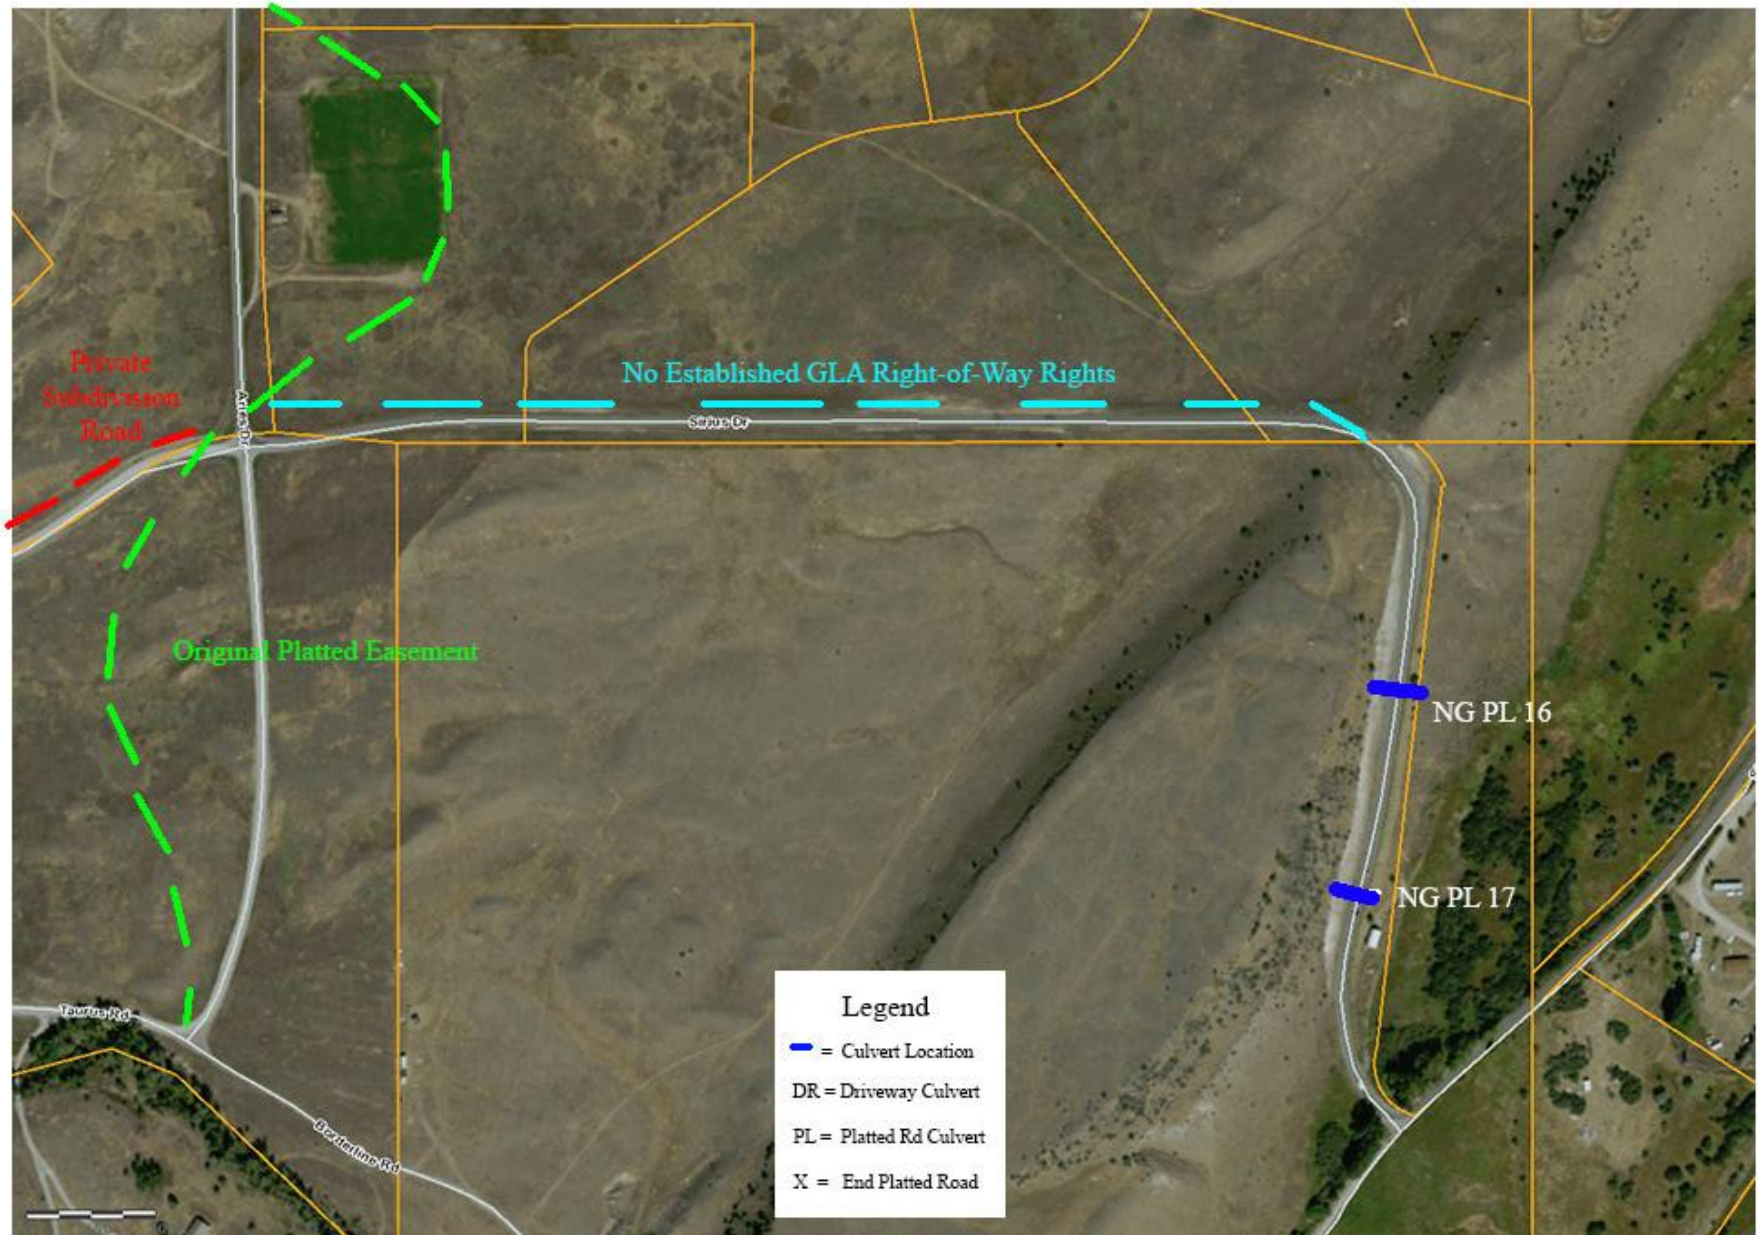 Private
Subdivision
Road
No Established GLA Right-of-Way Rights
Sirius Dr
Original Platted Easement
NG PL 16
NG PL 17
Taurus Rd
Borderline Rd
Legend
= Culvert Location
DR = Driveway Culvert
PL = Platted Rd Culvert
X = End Platted Road